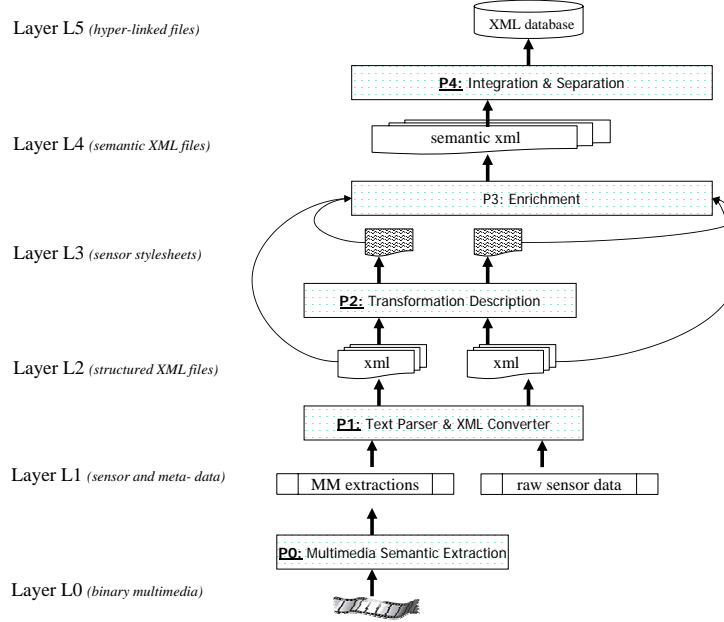 Layer L5 (hyper-linked files)
XML database
P4: Integration & Separation
Layer L4 (semantic XML files)
semantic xml
P3: Enrichment
Layer L3 (sensor stylesheets)
P2: Transformation Description
Layer L2 (structured XML files)
xml
xml
P1: Text Parser & XML Converter
Layer L1 (sensor and meta- data)
MM extractions
raw sensor data
P0: Multimedia Semantic Extraction
Layer L0 (binary multimedia)